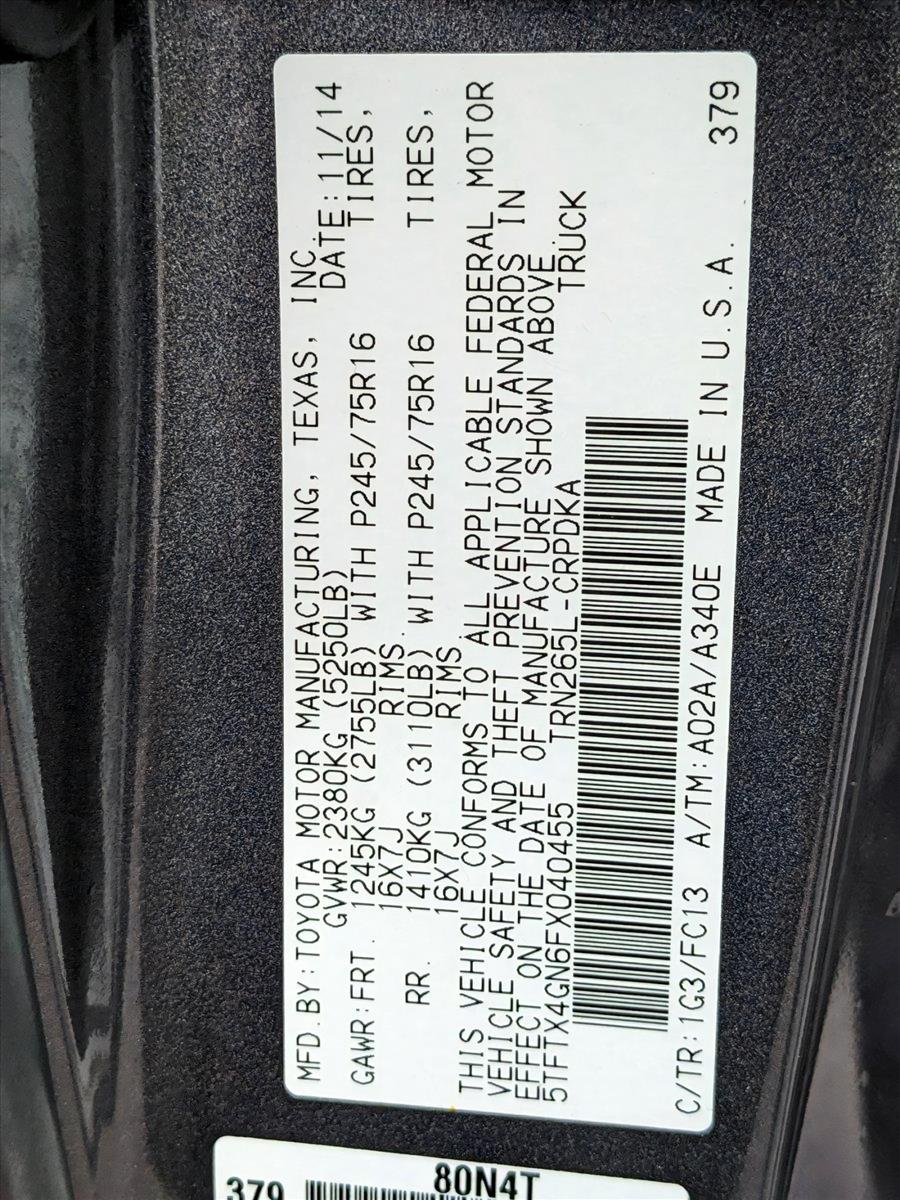 MFD.BY:TOYOTA MOTOR MANUFACTURING, TEXAS, INC.
GVWR:2380KG (5250LB) DATE:11/14
GAWR:FRT. 1245KG (2755LB) WITH P245/75R16 TIRES,
16X7J RIMS.
RR. 1410KG (3110LB) WITH P245/75R16 TIRES,
16X7J RIMS.
THIS VEHICLE CONFORMS TO ALL APPLICABLE FEDERAL MOTOR
VEHICLE SAFETY AND THEFT PREVENTION STANDARDS IN
EFFECT ON THE DATE OF MANUFACTURE SHOWN ABOVE.
5TFTX4GN6FX040455 TRN265L-CRPDKA TRUCK
C/TR:1G3/FC13 A/TM:A02A/A340E MADE IN U.S.A. 379
80N4T
379